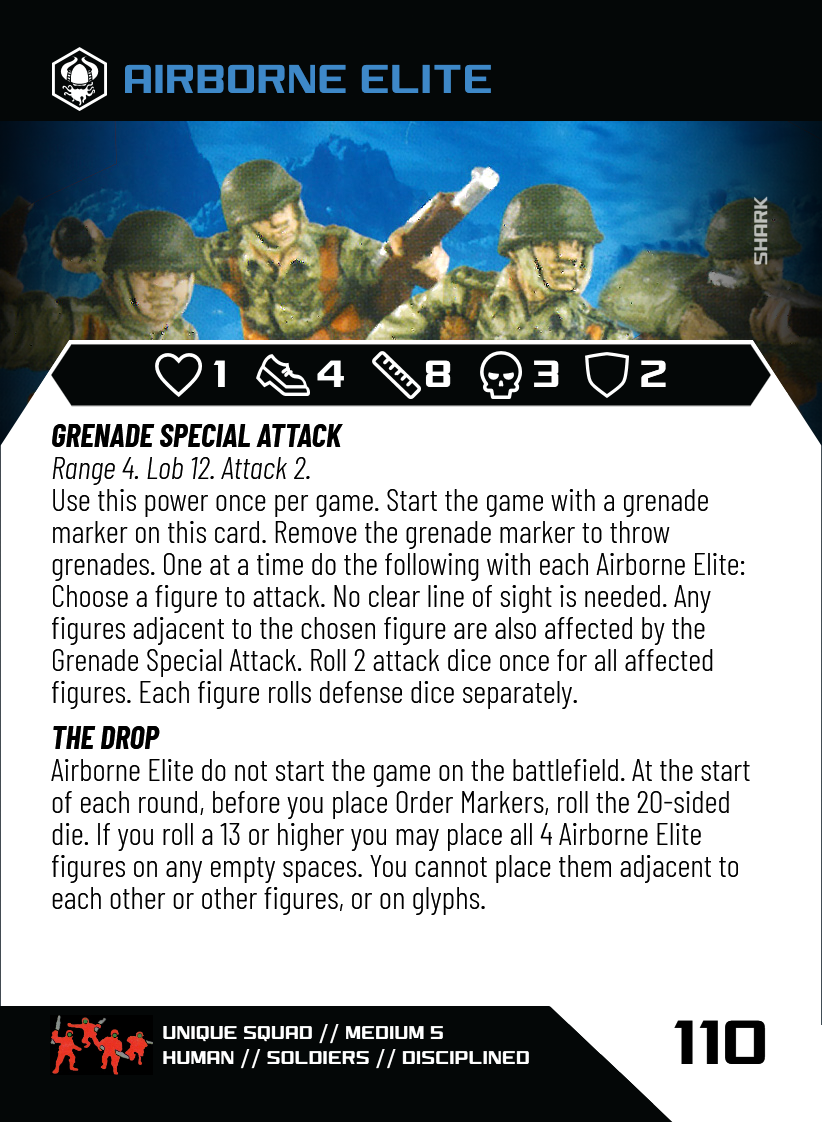 AIRBORNE ELITE
SHARK
1 4 8 3 2
GRENADE SPECIAL ATTACK
Range 4. Lob 12. Attack 2.
Use this power once per game. Start the game with a grenade
marker on this card. Remove the grenade marker to throw
grenades. One at a time do the following with each Airborne Elite:
Choose a figure to attack. No clear line of sight is needed. Any
figures adjacent to the chosen figure are also affected by the
Grenade Special Attack. Roll 2 attack dice once for all affected
figures. Each figure rolls defense dice separately.
THE DROP
Airborne Elite do not start the game on the battlefield. At the start
of each round, before you place Order Markers, roll the 20-sided
die. If you roll a 13 or higher you may place all 4 Airborne Elite
figures on any empty spaces. You cannot place them adjacent to
each other or other figures, or on glyphs.
UNIQUE SQUAD // MEDIUM 5
HUMAN // SOLDIERS // DISCIPLINED
110